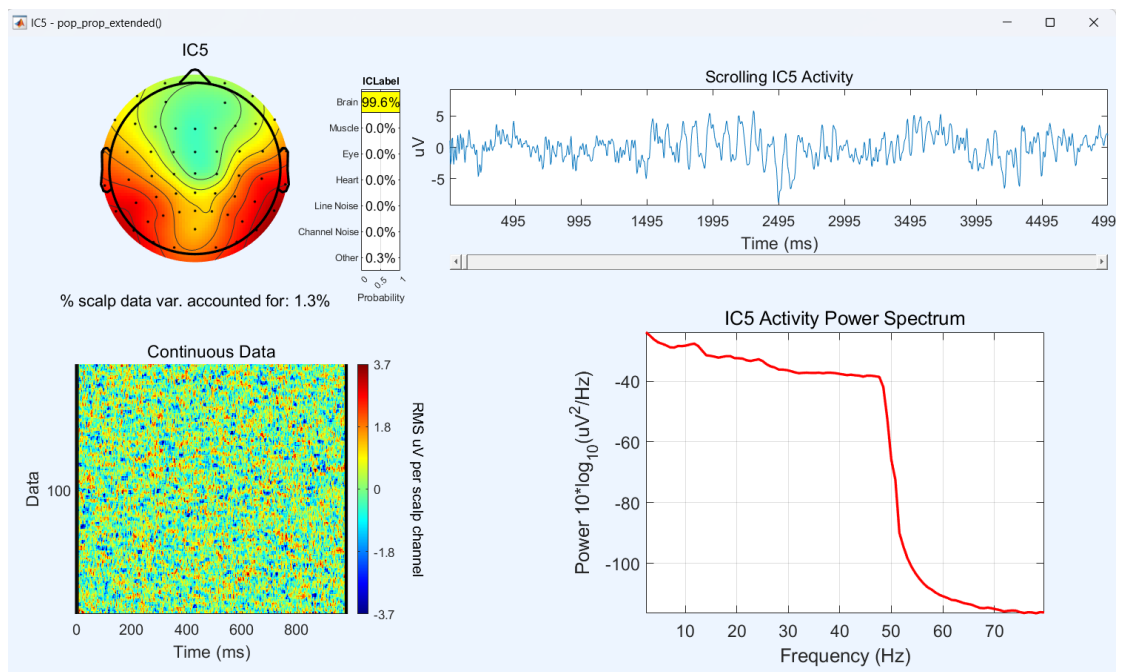 IC5 - pop_prop_extended()
IC5
ICLabel
Brain 99.6%
Muscle 0.0%
Eye 0.0%
Heart 0.0%
Line Noise 0.0%
Channel Noise 0.0%
Other 0.3%
0 0.5 1
Probability
% scalp data var. accounted for: 1.3%
Scrolling IC5 Activity
uV
5
0
-5
495 995 1495 1995 2495 2995 3495 3995 4495 499
Time (ms)
Continuous Data
Data
100
0 200 400 600 800
Time (ms)
3.7
1.8
0
-1.8
-3.7
RMS uV per scalp channel
IC5 Activity Power Spectrum
Power 10*log10(uV2/Hz)
-40
-60
-80
-100
10 20 30 40 50 60 70
Frequency (Hz)